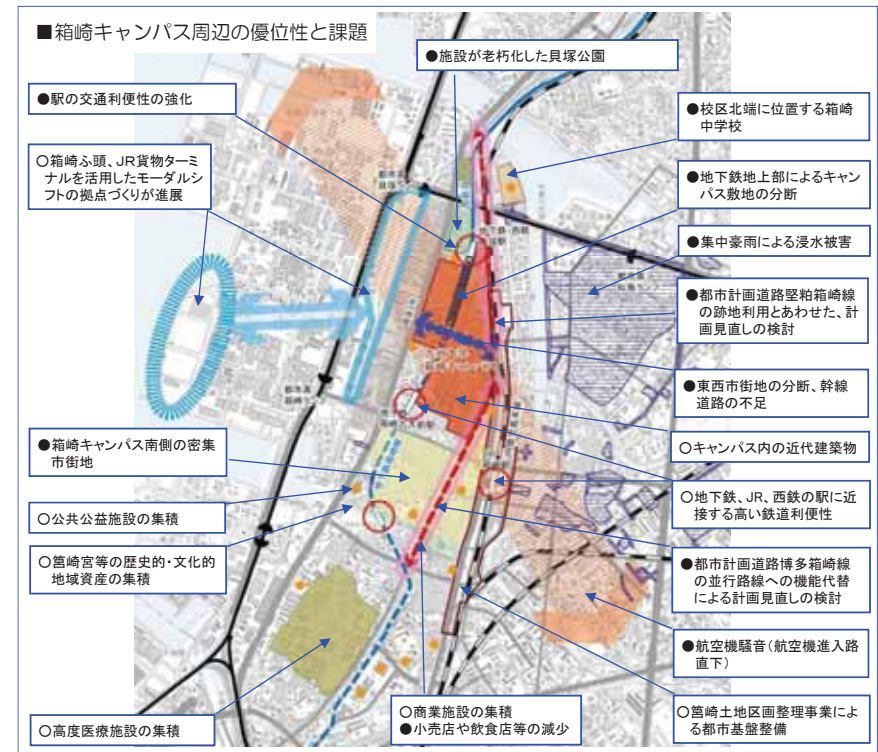 ■箱崎キャンパス周辺の優位性と課題
●施設が老朽化した貝塚公園
●駅の交通利便性の強化
○箱崎ふ頭、JR貨物ターミ
ナルを活用したモーダルシ
フトの拠点づくりが進展
●箱崎キャンパス南側の密集
市街地
○公共公益施設の集積
○筥崎宮等の歴史的・文化的
地域資産の集積
○高度医療施設の集積
●校区北端に位置する箱崎
中学校
●地下鉄地上部によるキャン
パス敷地の分断
●集中豪雨による浸水被害
●都市計画道路堅粕箱崎線
の跡地利用とあわせた、計
画見直しの検討
●東西市街地の分断、幹線
道路の不足
○キャンパス内の近代建築物
○地下鉄、JR、西鉄の駅に近
接する高い鉄道利便性
●都市計画道路博多箱崎線
の並行路線への機能代替
による計画見直しの検討
●航空機騒音(航空機進入路
直下)
○筥崎土地区画整理事業によ
る都市基盤整備
○商業施設の集積
●小売店や飲食店等の減少